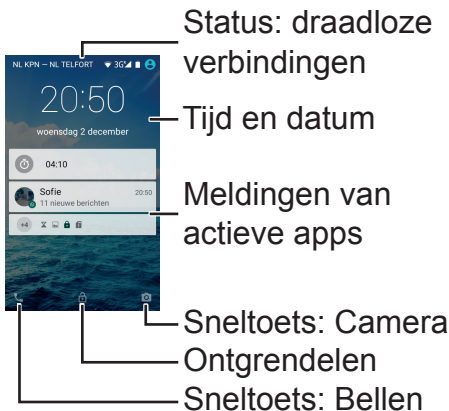 Status: draadloze
verbindingen
NL KPN – NL TELFORT 3G
20:50
woensdag 2 december
Tijd en datum
04:10
Sofie 20:50
11 nieuwe berichten
+4
Meldingen van
actieve apps
Sneltoets: Camera
Ontgrendelen
Sneltoets: Bellen